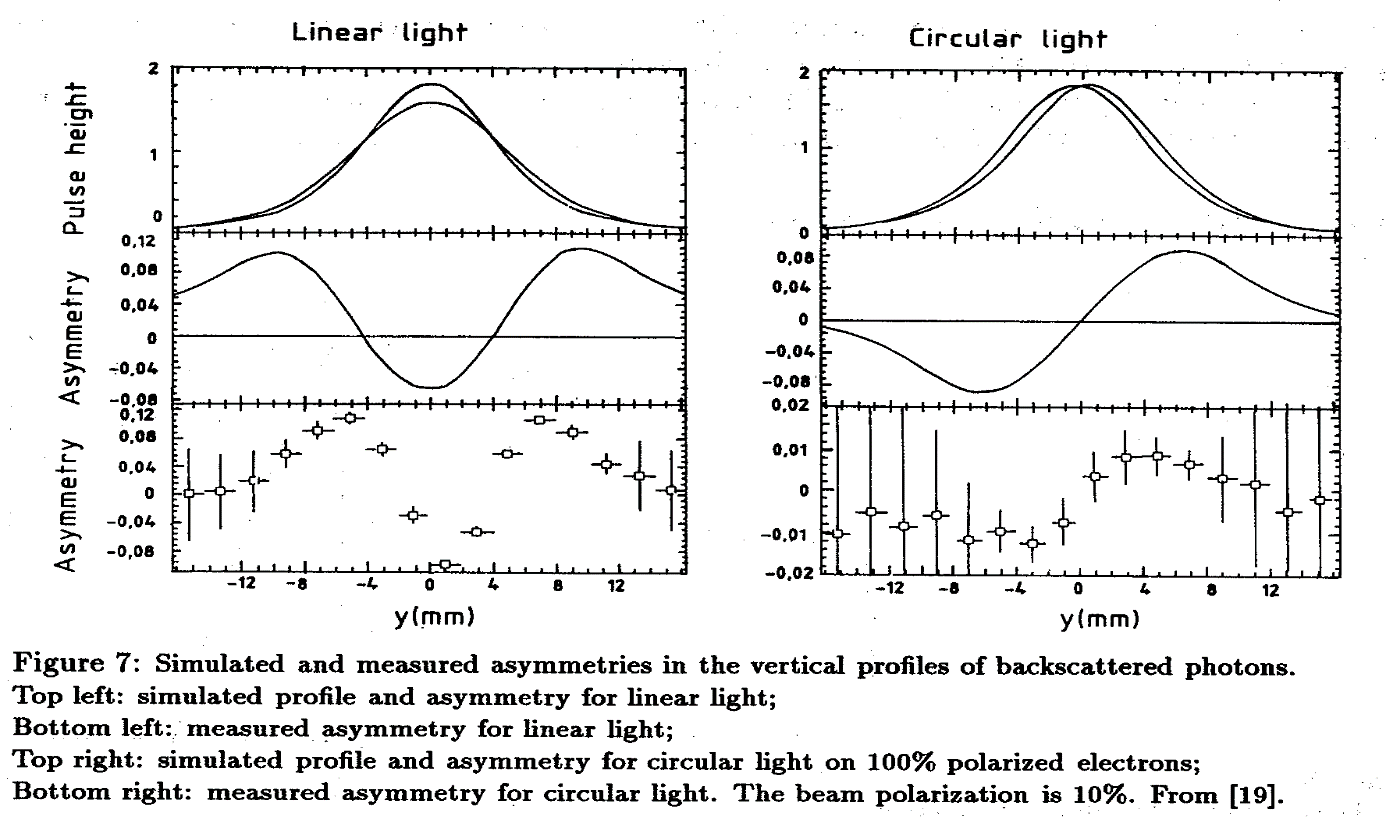 Linear light
Circular light
Pulse height
2
1
0
Asymmetry
0,12
0,08
0,04
0
-0,04
-0,08
Asymmetry
0,12
0,08
0,04
0
-0,04
-0,08
-12 -8 -4 0 4 8 12
y(mm)
2
1
0
0,08
0,04
0
-0,04
-0,08
0,02
0,01
0
-0,01
-0,02
-12 -8 -4 0 4 8 12
y(mm)
Figure 7: Simulated and measured asymmetries in the vertical profiles of backscattered photons.
Top left: simulated profile and asymmetry for linear light;
Bottom left: measured asymmetry for linear light;
Top right: simulated profile and asymmetry for circular light on 100% polarized electrons;
Bottom right: measured asymmetry for circular light. The beam polarization is 10%. From [19].